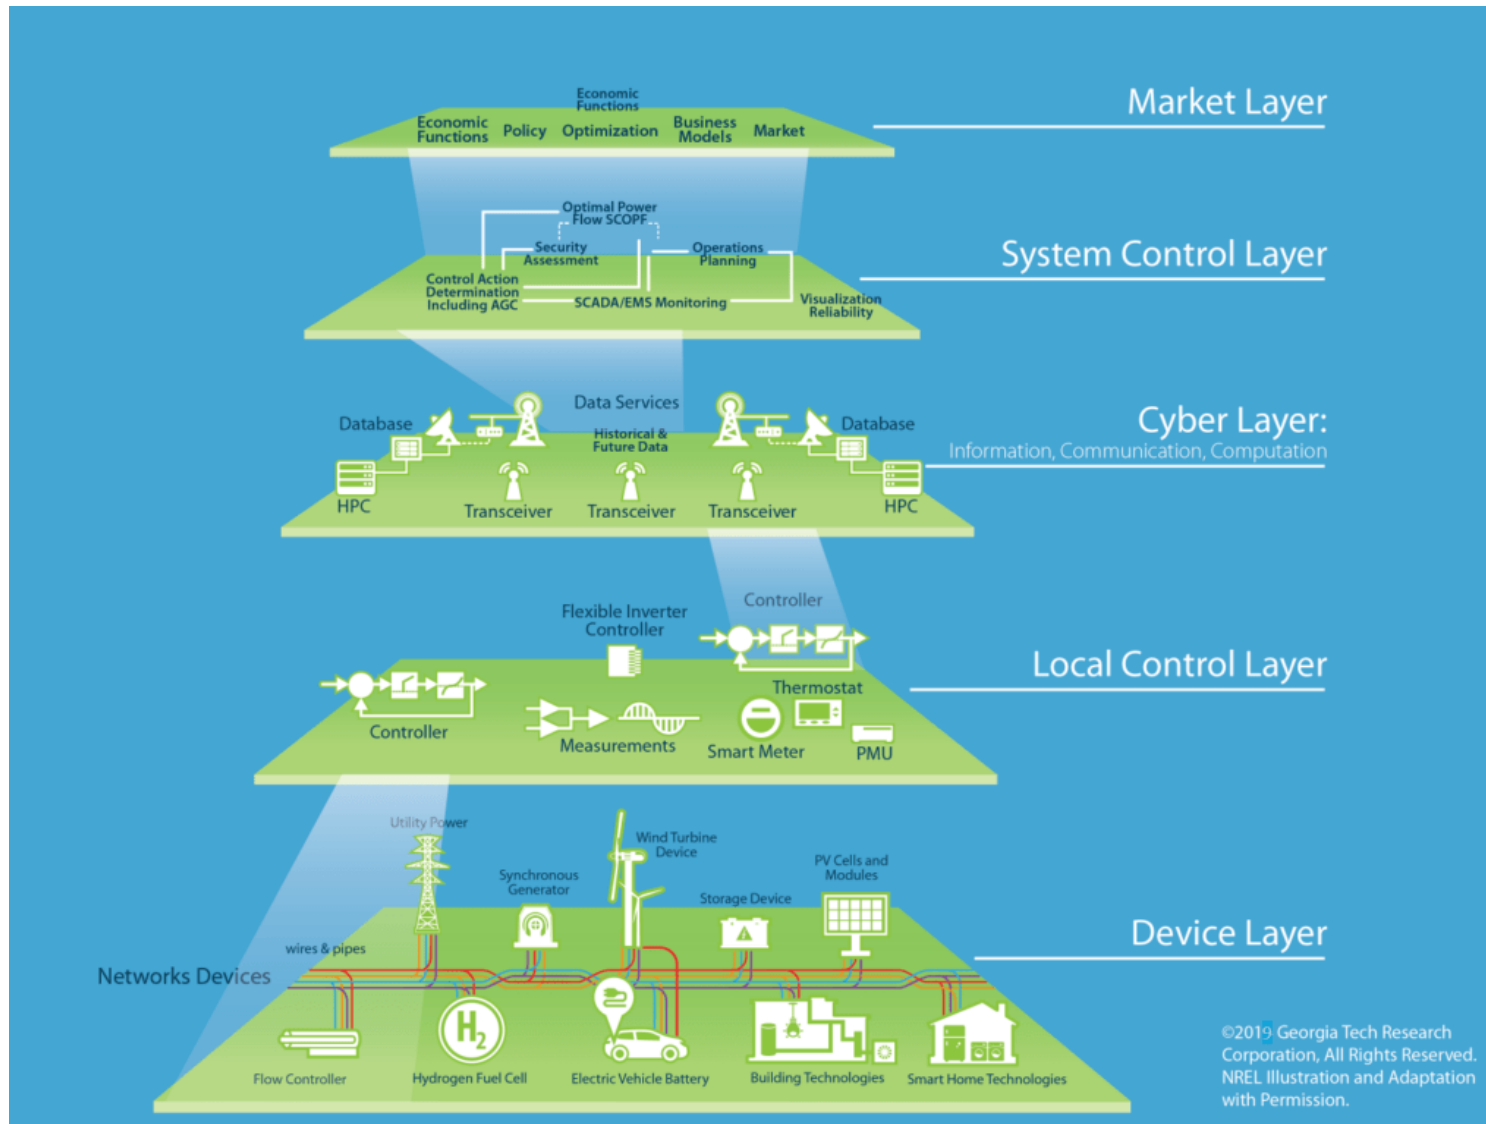 Economic
Functions
Economic
Functions
Policy
Optimization
Business
Models
Market
Market Layer
Optimal Power
Flow SCOPF
Security
Assessment
Operations
Planning
Control Action
Determination
Including AGC
SCADA/EMS Monitoring
Visualization
Reliability
System Control Layer
Database
Data Services
Historical &
Future Data
Database
HPC
Transceiver
Transceiver
Transceiver
HPC
Cyber Layer:
Information, Communication, Computation
Flexible Inverter
Controller
Controller
Controller
Measurements
Thermostat
Smart Meter
PMU
Local Control Layer
Utility Power
Synchronous
Generator
Wind Turbine
Device
Storage Device
PV Cells and
Modules
wires & pipes
Networks Devices
H2
Flow Controller
Hydrogen Fuel Cell
Electric Vehicle Battery
Building Technologies
Smart Home Technologies
Device Layer
©2019 Georgia Tech Research
Corporation, All Rights Reserved.
NREL Illustration and Adaptation
with Permission.